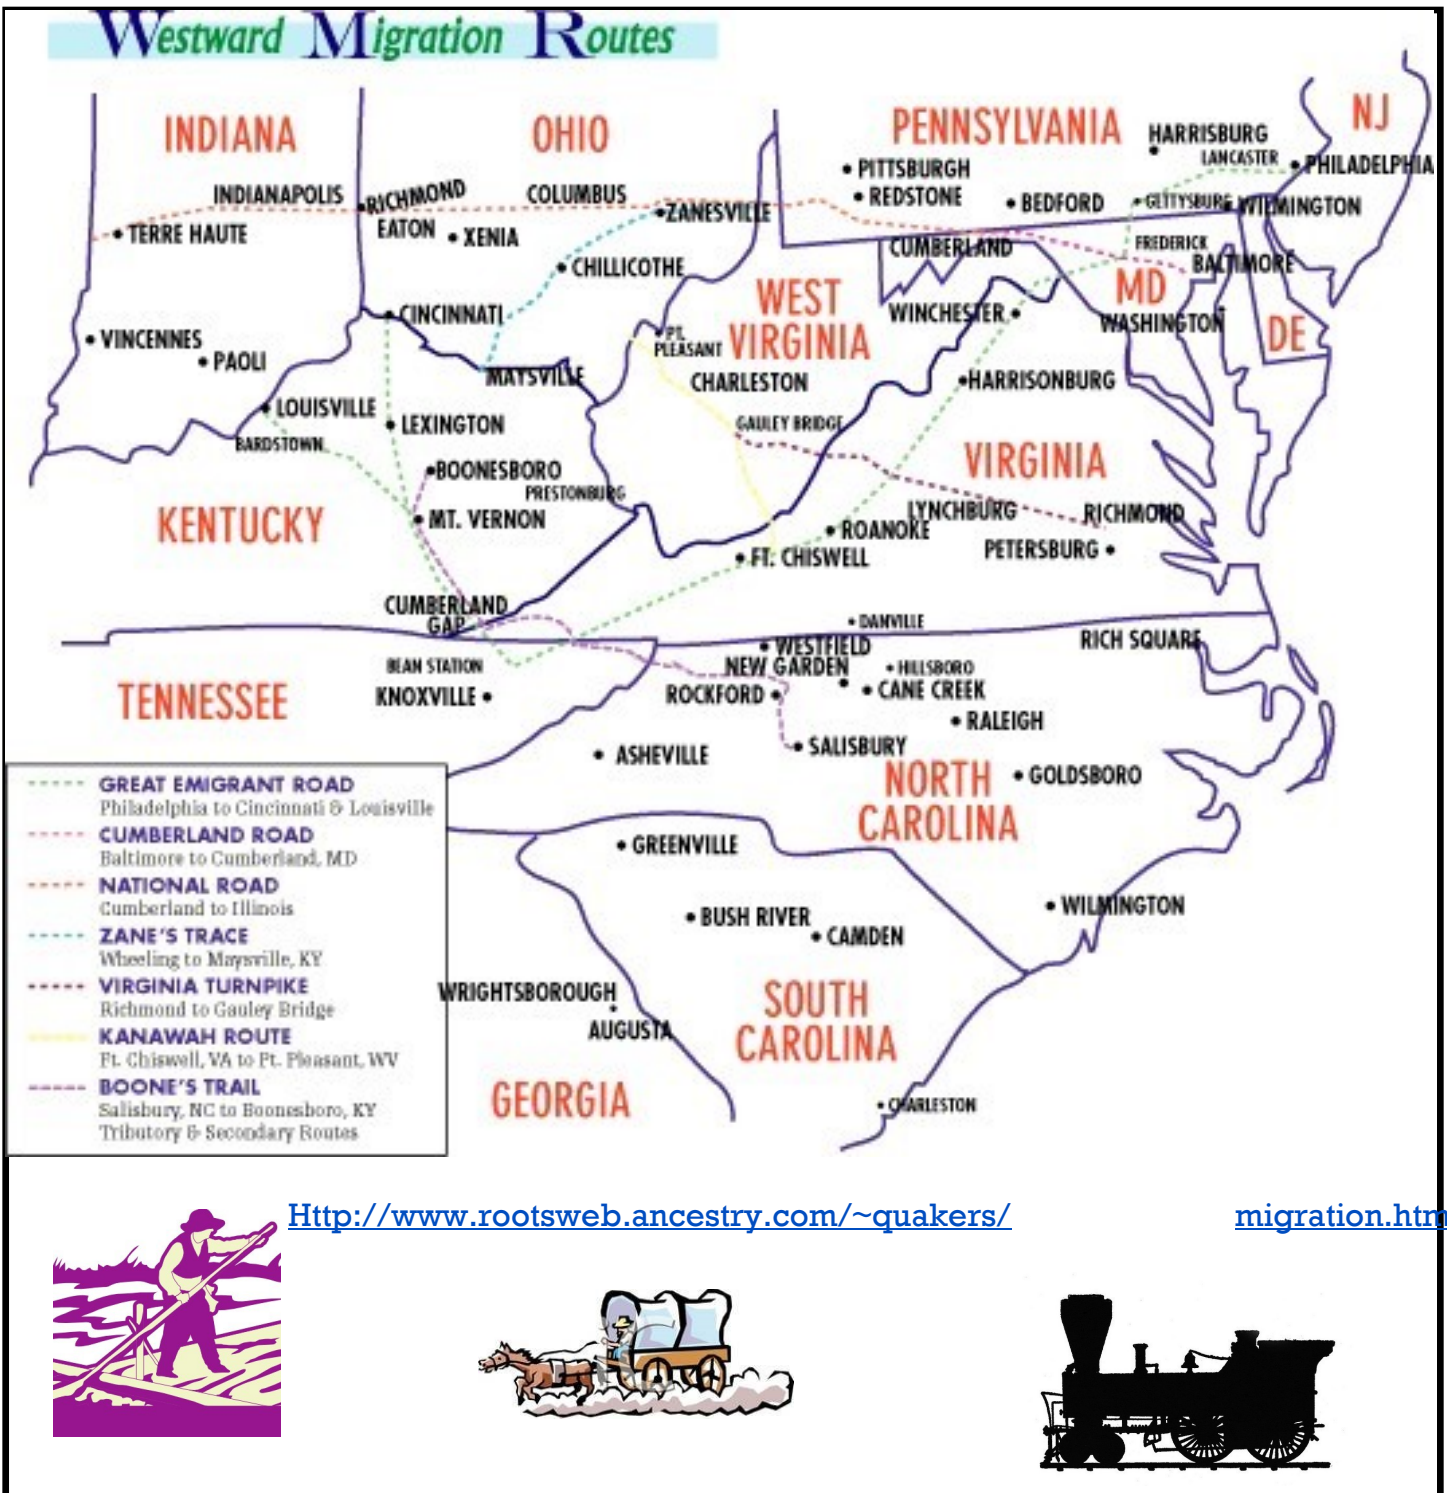 Westward Migration Routes
INDIANA
OHIO
PENNSYLVANIA
NJ
HARRISBURG
LANCASTER
PHILADELPHIA
PITTSBURGH
REDSTONE
BEDFORD
GETTYSBURG
WILMINGTON
INDIANAPOLIS
RICHMOND
COLUMBUS
ZANESVILLE
TERRE HAUTE
EATON
XENIA
CUMBERLAND
FREDERICK
BALTIMORE
CHILLICOTHE
WEST
VIRGINIA
MD
CINCINNATI
WINCHESTER
WASHINGTON
DE
VINCENNES
PAOLI
PT.
PLEASANT
MAYSVILLE
CHARLESTON
HARRISONBURG
LOUISVILLE
LEXINGTON
GAULEY BRIDGE
BARDSTOWN
BOONESBORO
VIRGINIA
PRESTONBURG
KENTUCKY
MT. VERNON
LYNCHBURG
RICHMOND
ROANOKE
PETERSBURG
FT. CHISWELL
CUMBERLAND
GAP
DANVILLE
WESTFIELD
RICH SQUARE
BEAN STATION
NEW GARDEN
HILLSBORO
TENNESSEE
KNOXVILLE
ROCKFORD
CANE CREEK
RALEIGH
ASHEVILLE
SALISBURY
NORTH
CAROLINA
GOLDSBORO
GREENVILLE
BUSH RIVER
CAMDEN
WILMINGTON
WRIGHTSBOROUGH
AUGUSTA
SOUTH
CAROLINA
GEORGIA
CHARLESTON
GREAT EMIGRANT ROAD
Philadelphia to Cincinnati & Louisville
CUMBERLAND ROAD
Baltimore to Cumberland, MD
NATIONAL ROAD
Cumberland to Illinois
ZANE'S TRACE
Wheeling to Maysville, KY
VIRGINIA TURNPIKE
Richmond to Gauley Bridge
KANAWAH ROUTE
Ft. Chiswell, VA to Pt. Pleasant, WV
BOONE'S TRAIL
Salisbury, NC to Boonesboro, KY
Tributory & Secondary Routes
Http://www.rootsweb.ancestry.com/~quakers/ migration.htm